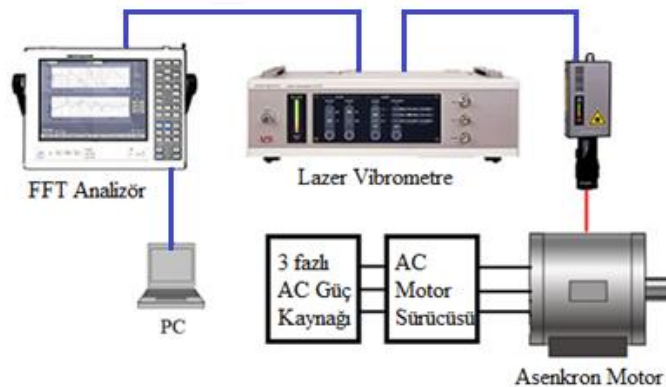 FFT Analizör
Lazer Vibrometre
PC
3 fazlı
AC Güç
Kaynağı
AC
Motor
Sürücüsü
Asenkron Motor